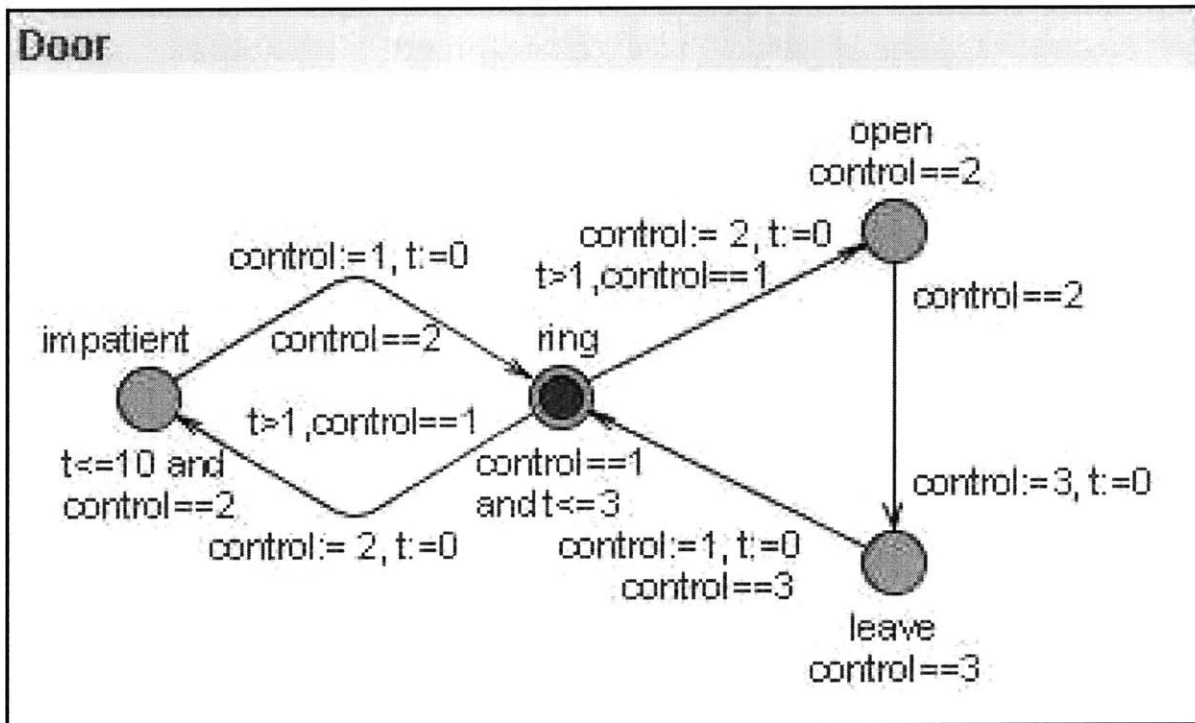 Door
open
control==2
control:= 2, t:=0
t>1,control==1
control==2
control:=1, t:=0
control==2
impatient
ring
t>1,control==1
t<=10 and
control==2
control==1
and t<=3
control:= 2, t:=0
control:=3, t:=0
control:=1, t:=0
control==3
leave
control==3